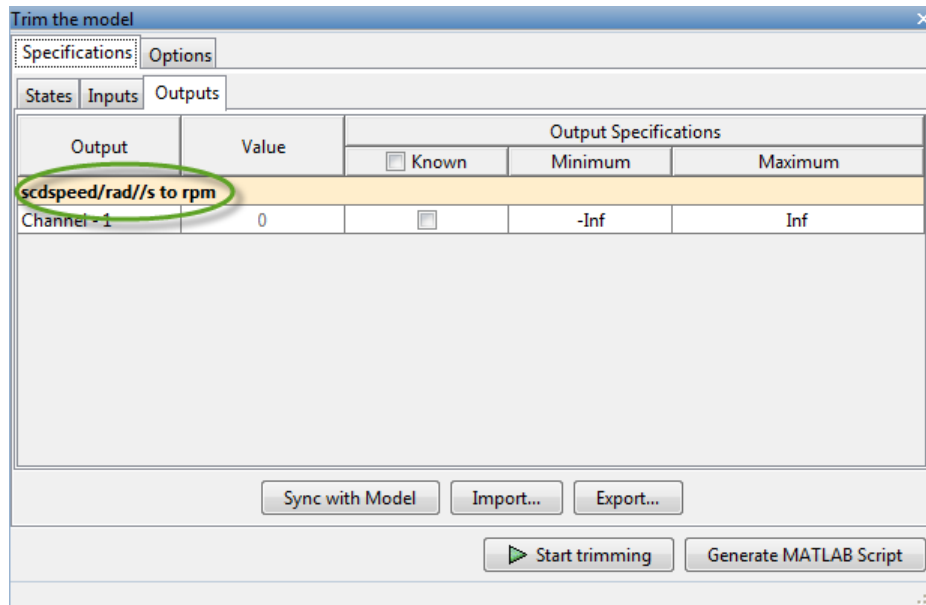 Trim the model
Specifications Options
States Inputs Outputs
Output Value Output Specifications
Known Minimum Maximum
scdspeed/rad//s to rpm
Channel - 1 0 -Inf Inf
Sync with Model Import... Export...
Start trimming Generate MATLAB Script